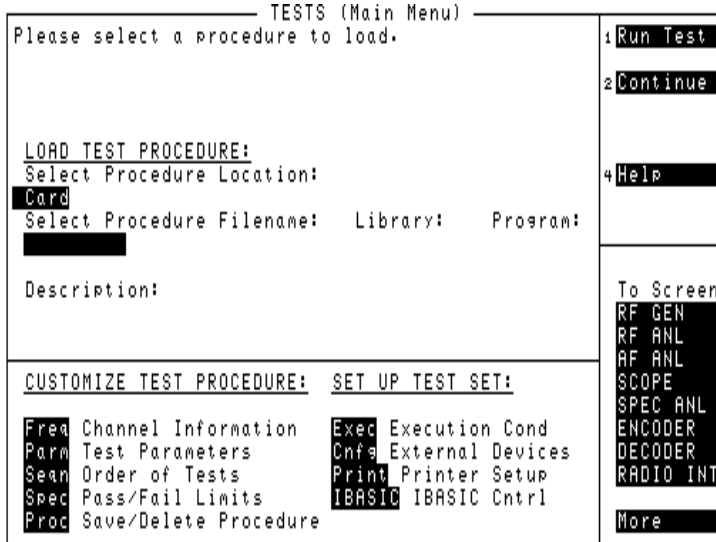 TESTS (Main Menu)
Please select a procedure to load.
LOAD TEST PROCEDURE:
Select Procedure Location:
Card
Select Procedure Filename: Library: Program:
Description:
CUSTOMIZE TEST PROCEDURE:
Freq Channel Information
Parm Test Parameters
Seqn Order of Tests
Spec Pass/Fail Limits
Proc Save/Delete Procedure
SET UP TEST SET:
Exec Execution Cond
Cnfg External Devices
Print Printer Setup
IBASIC IBASIC Cntrl
1 Run Test
2 Continue
4 Help
To Screen
RF GEN
RF ANL
AF ANL
SCOPE
SPEC ANL
ENCODER
DECODER
RADIO INT
More